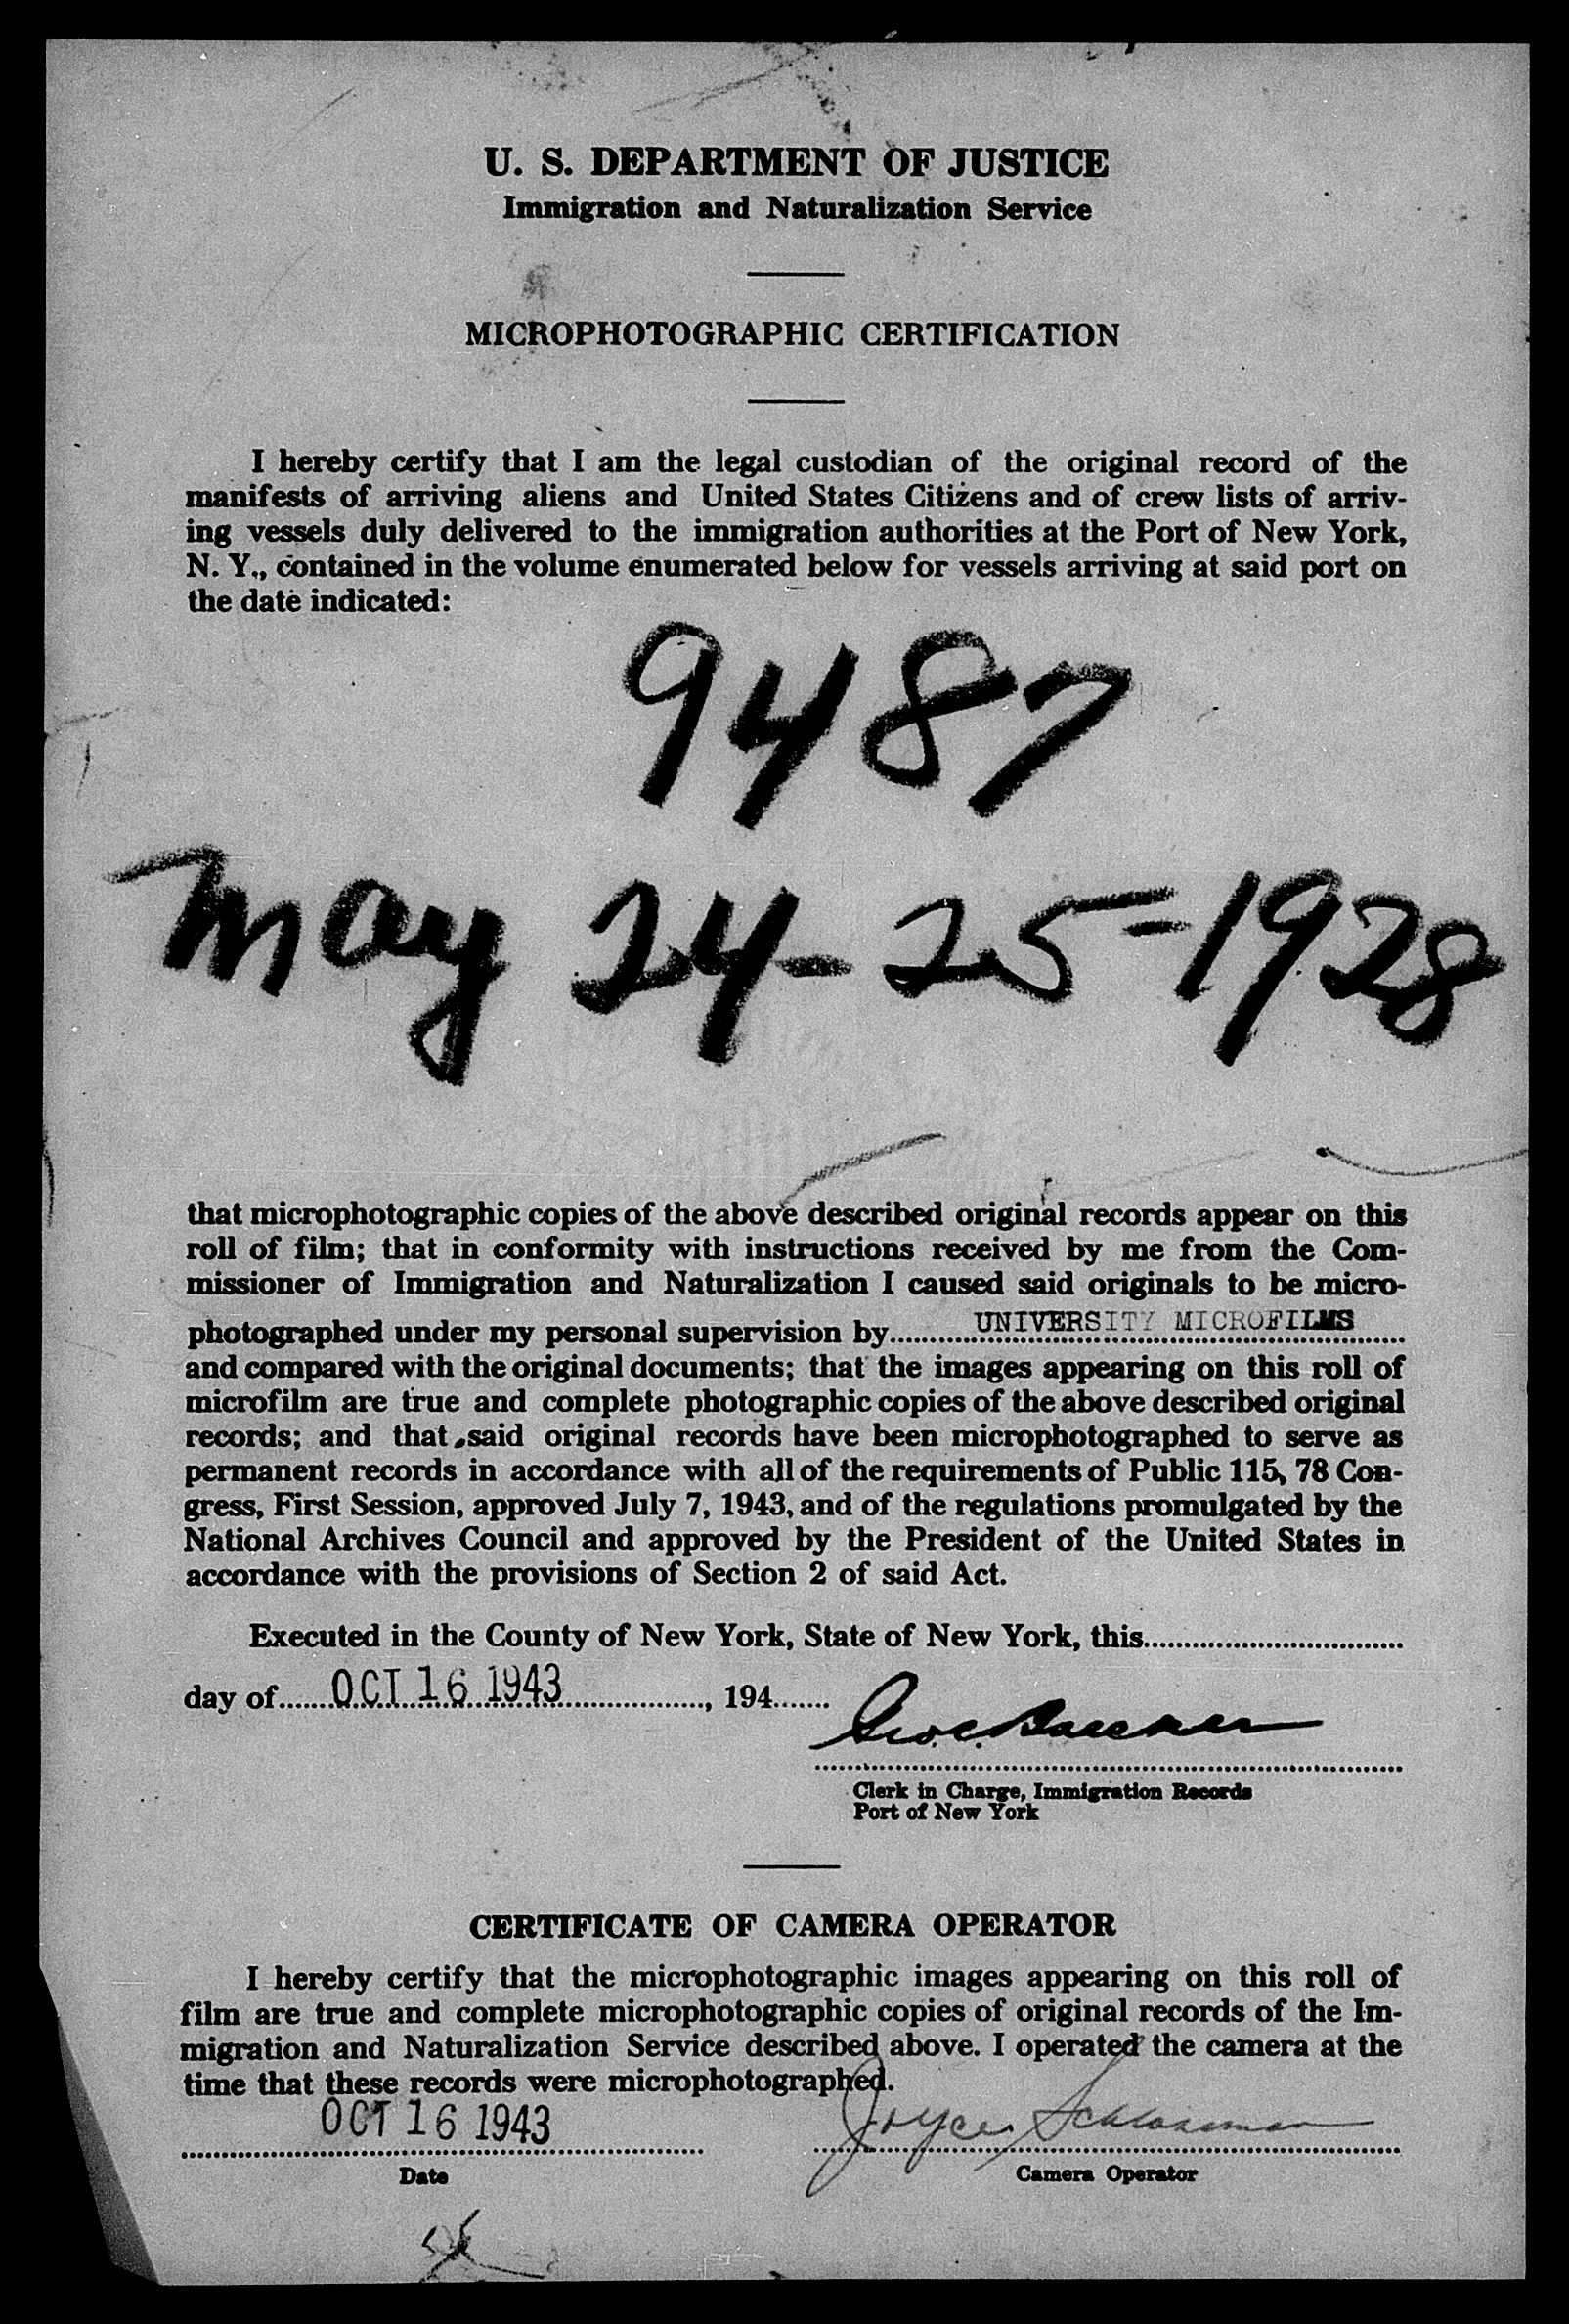 U. S. DEPARTMENT OF JUSTICE
Immigration and Naturalization Service
MICROPHOTOGRAPHIC CERTIFICATION
I hereby certify that I am the legal custodian of the original record of the
manifests of arriving aliens and United States Citizens and of crew lists of arriv-
ing vessels duly delivered to the immigration authorities at the Port of New York,
N. Y., contained in the volume enumerated below for vessels arriving at said port on
the date indicated:
9487
May 24-25-1928
that microphotographic copies of the above described original records appear on this
roll of film; that in conformity with instructions received by me from the Com-
missioner of Immigration and Naturalization I caused said originals to be micro-
photographed under my personal supervision by UNIVERSITY MICROFILMS
and compared with the original documents; that the images appearing on this roll of
microfilm are true and complete photographic copies of the above described original
records; and that said original records have been microphotographed to serve as
permanent records in accordance with all of the requirements of Public 115, 78 Con-
gress, First Session, approved July 7, 1943, and of the regulations promulgated by the
National Archives Council and approved by the President of the United States in
accordance with the provisions of Section 2 of said Act.
Executed in the County of New York, State of New York, this
day of OCT 16 1943, 194
Geo. C.
Clerk in Charge, Immigration Records
Port of New York
CERTIFICATE OF CAMERA OPERATOR
I hereby certify that the microphotographic images appearing on this roll of
film are true and complete microphotographic copies of original records of the Im-
migration and Naturalization Service described above. I operated the camera at the
time that these records were microphotographed.
OCT 16 1943 Joyce Schlossman
Date Camera Operator